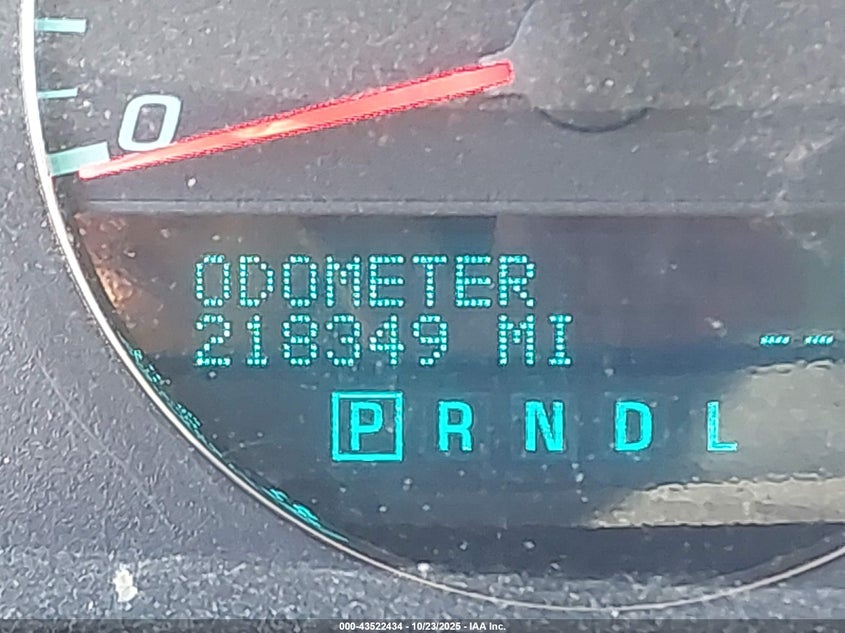 0
ODOMETER
218349 MI
-- --
P R N D L
000-43522434 - 10/23/2025 - IAA Inc.